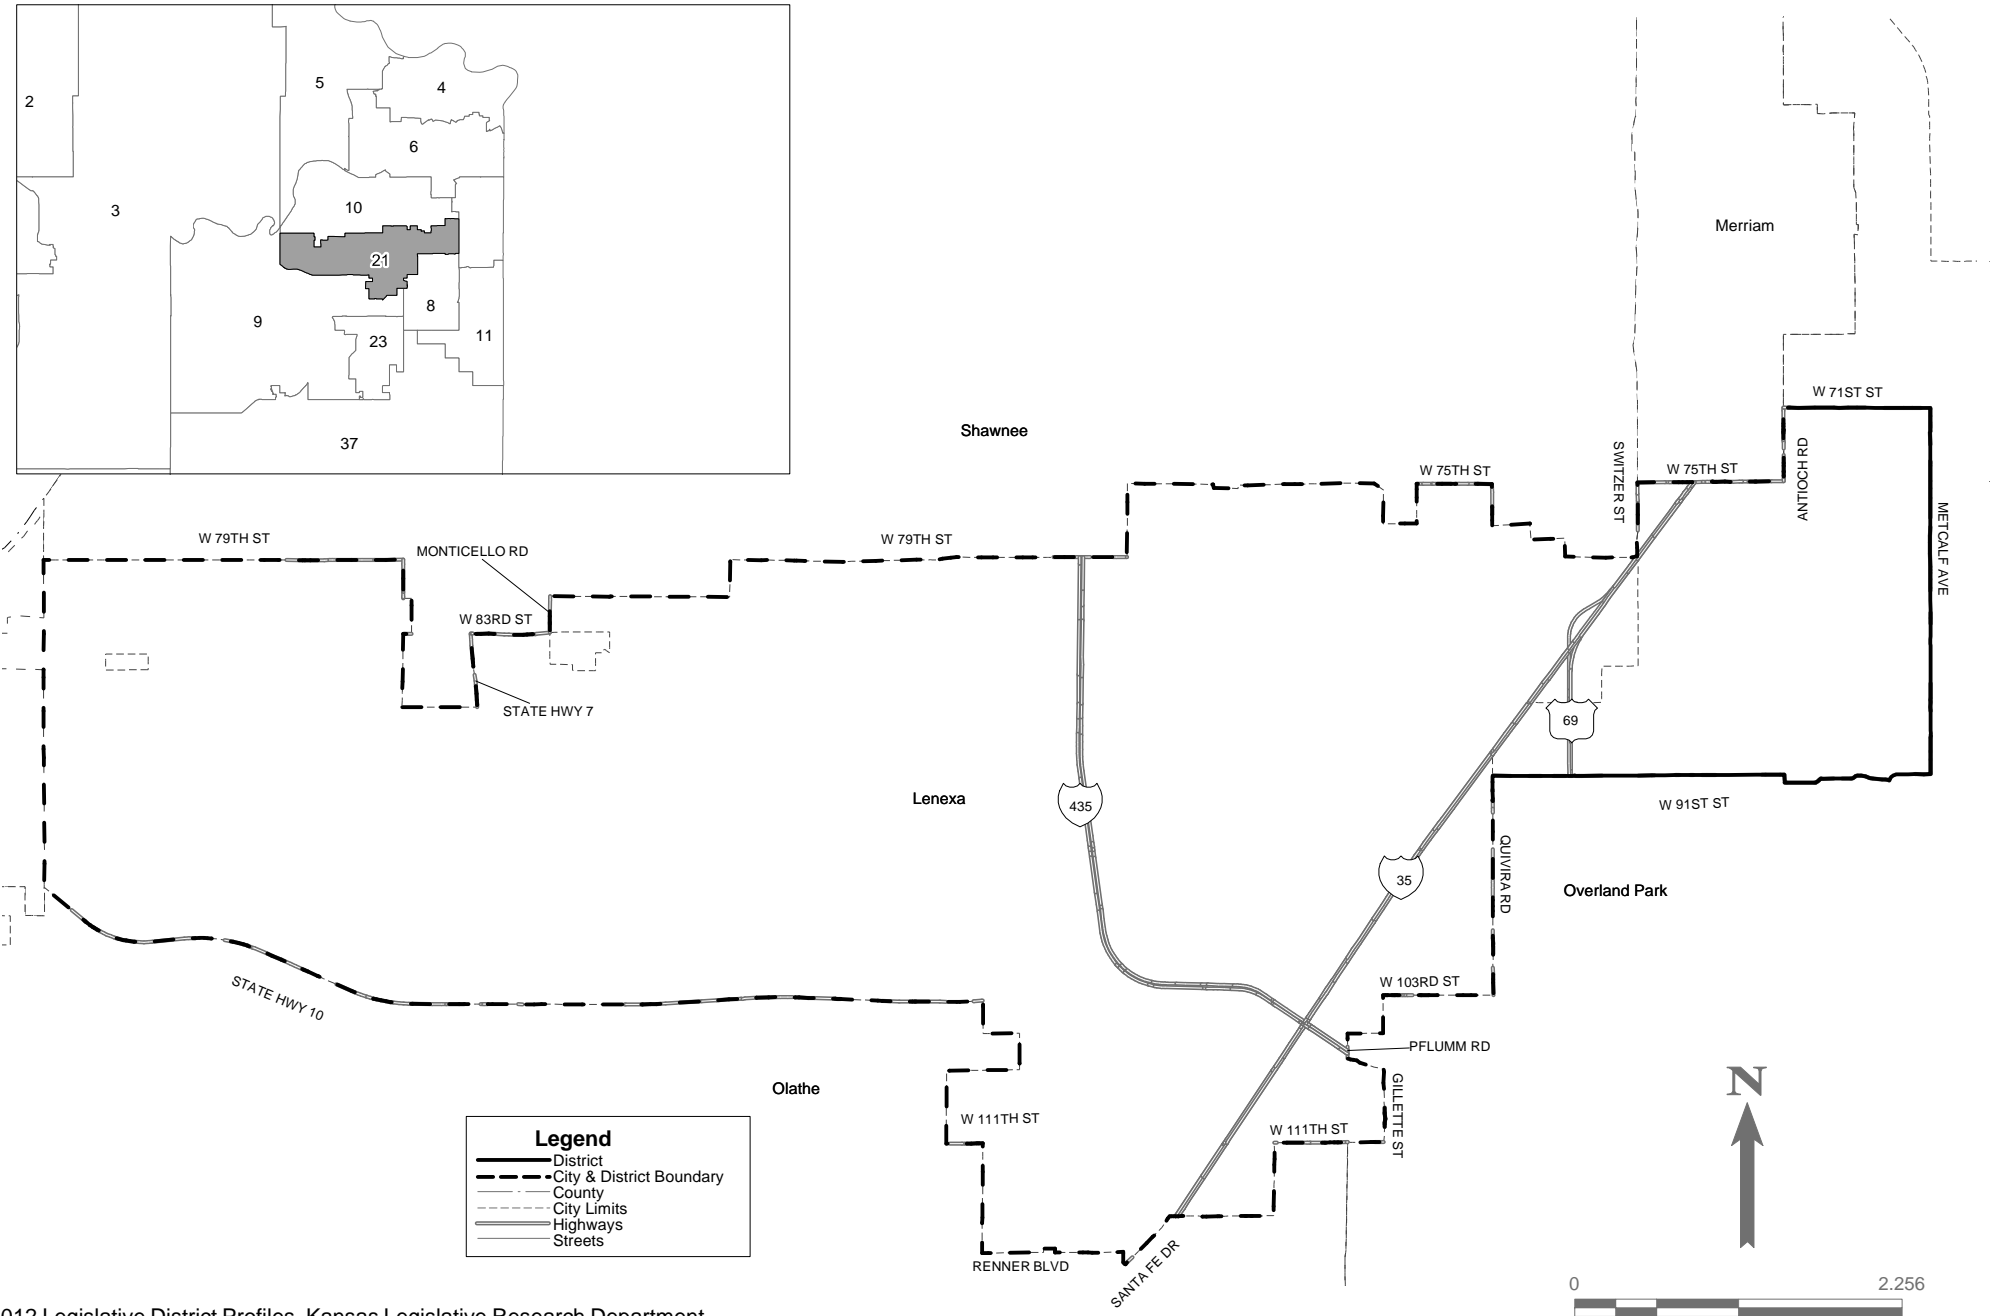 2
5
4
6
3
10
21
9
8
23
11
37
Merriam
Shawnee
W 71ST ST
SWITZER ST
W 75TH ST
W 75TH ST
ANTIOCH RD
METCALF AVE
W 79TH ST
MONTICELLO RD
W 79TH ST
W 83RD ST
STATE HWY 7
69
Lenexa
435
W 91ST ST
QUIVIRA RD
35
Overland Park
STATE HWY 10
W 103RD ST
PFLUMM RD
Olathe
GILLETTE ST
W 111TH ST
W 111TH ST
N
Legend
District
City & District Boundary
County
City Limits
Highways
Streets
RENNER BLVD
SANTA FE DR
0 2.256
012 Legislative District Profiles, Kansas Legislative Research Department